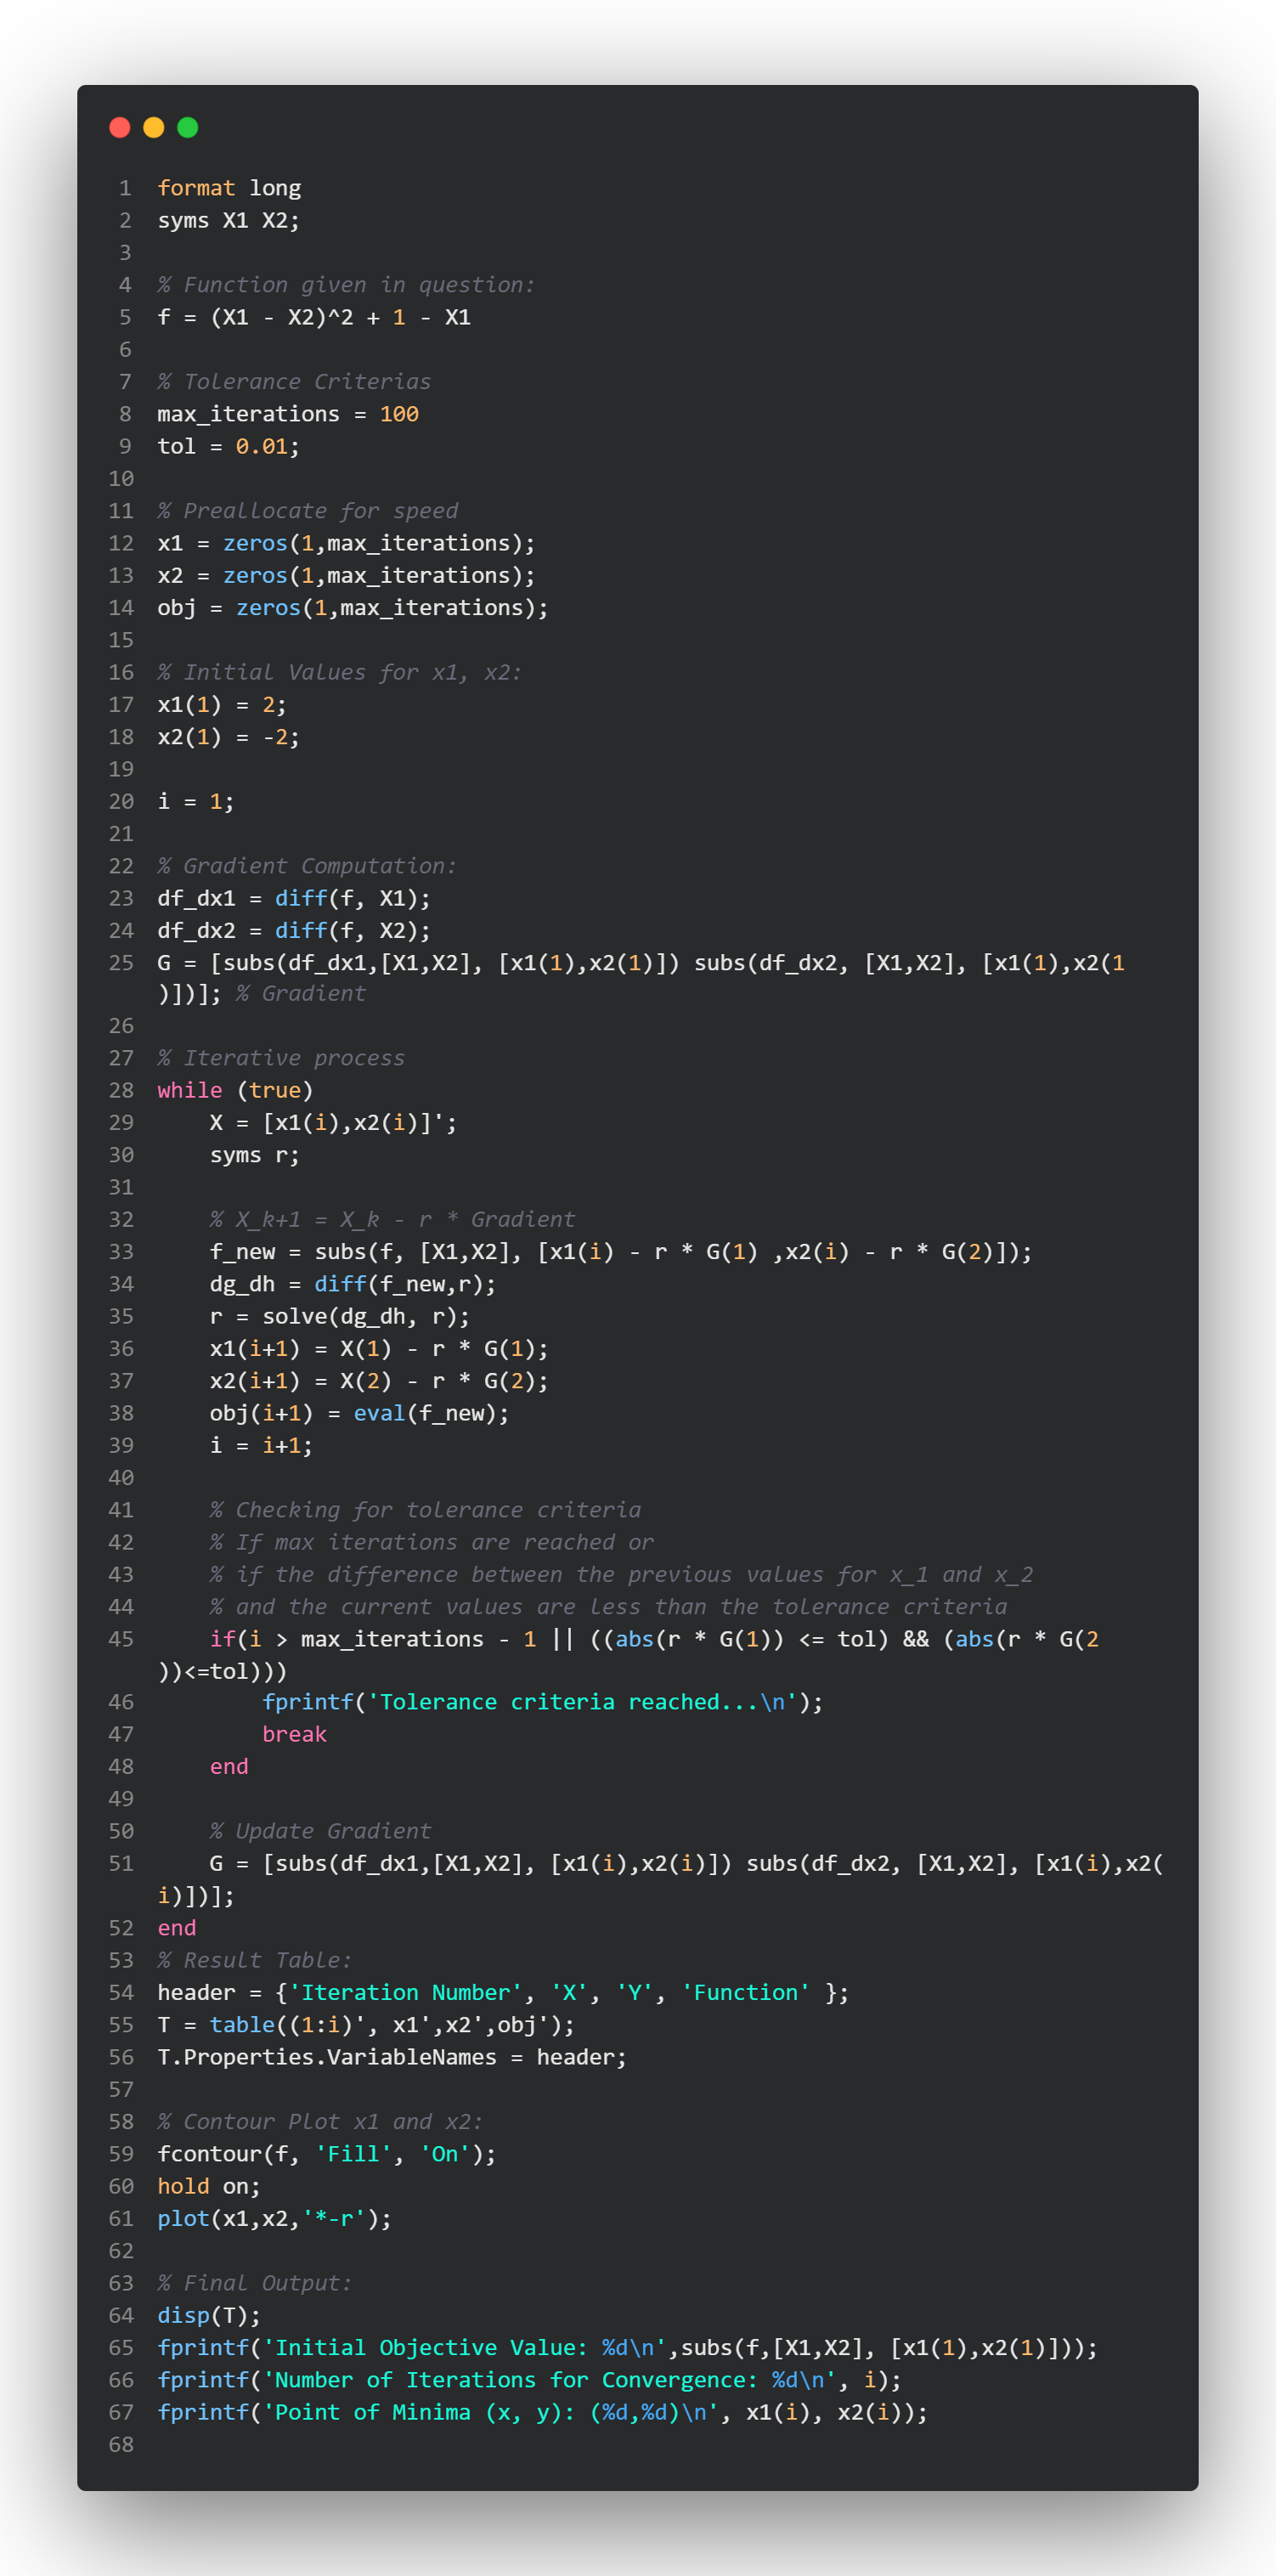 1 format long
2 syms X1 X2;
3
4 % Function given in question:
5 f = (X1 - X2)^2 + 1 - X1
6
7 % Tolerance Criterias
8 max_iterations = 100
9 tol = 0.01;
10
11 % Preallocate for speed
12 x1 = zeros(1,max_iterations);
13 x2 = zeros(1,max_iterations);
14 obj = zeros(1,max_iterations);
15
16 % Initial Values for x1, x2:
17 x1(1) = 2;
18 x2(1) = -2;
19
20 i = 1;
21
22 % Gradient Computation:
23 df_dx1 = diff(f, X1);
24 df_dx2 = diff(f, X2);
25 G = [subs(df_dx1,[X1,X2], [x1(1),x2(1)]) subs(df_dx2, [X1,X2], [x1(1),x2(1
)])]; % Gradient
26
27 % Iterative process
28 while (true)
29     X = [x1(i),x2(i)]';
30     syms r;
31
32     % X_k+1 = X_k - r * Gradient
33     f_new = subs(f, [X1,X2], [x1(i) - r * G(1) ,x2(i) - r * G(2)]);
34     dg_dh = diff(f_new,r);
35     r = solve(dg_dh, r);
36     x1(i+1) = X(1) - r * G(1);
37     x2(i+1) = X(2) - r * G(2);
38     obj(i+1) = eval(f_new);
39     i = i+1;
40
41     % Checking for tolerance criteria
42     % If max iterations are reached or
43     % if the difference between the previous values for x_1 and x_2
44     % and the current values are less than the tolerance criteria
45     if(i > max_iterations - 1 || ((abs(r * G(1)) <= tol) && (abs(r * G(2
))<=tol)))
46         fprintf('Tolerance criteria reached...\n');
47         break
48     end
49
50     % Update Gradient
51     G = [subs(df_dx1,[X1,X2], [x1(i),x2(i)]) subs(df_dx2, [X1,X2], [x1(i),x2(
i)])];
52 end
53 % Result Table:
54 header = {'Iteration Number', 'X', 'Y', 'Function' };
55 T = table((1:i)', x1',x2',obj');
56 T.Properties.VariableNames = header;
57
58 % Contour Plot x1 and x2:
59 fcontour(f, 'Fill', 'On');
60 hold on;
61 plot(x1,x2,'*-r');
62
63 % Final Output:
64 disp(T);
65 fprintf('Initial Objective Value: %d\n',subs(f,[X1,X2], [x1(1),x2(1)]));
66 fprintf('Number of Iterations for Convergence: %d\n', i);
67 fprintf('Point of Minima (x, y): (%d,%d)\n', x1(i), x2(i));
68